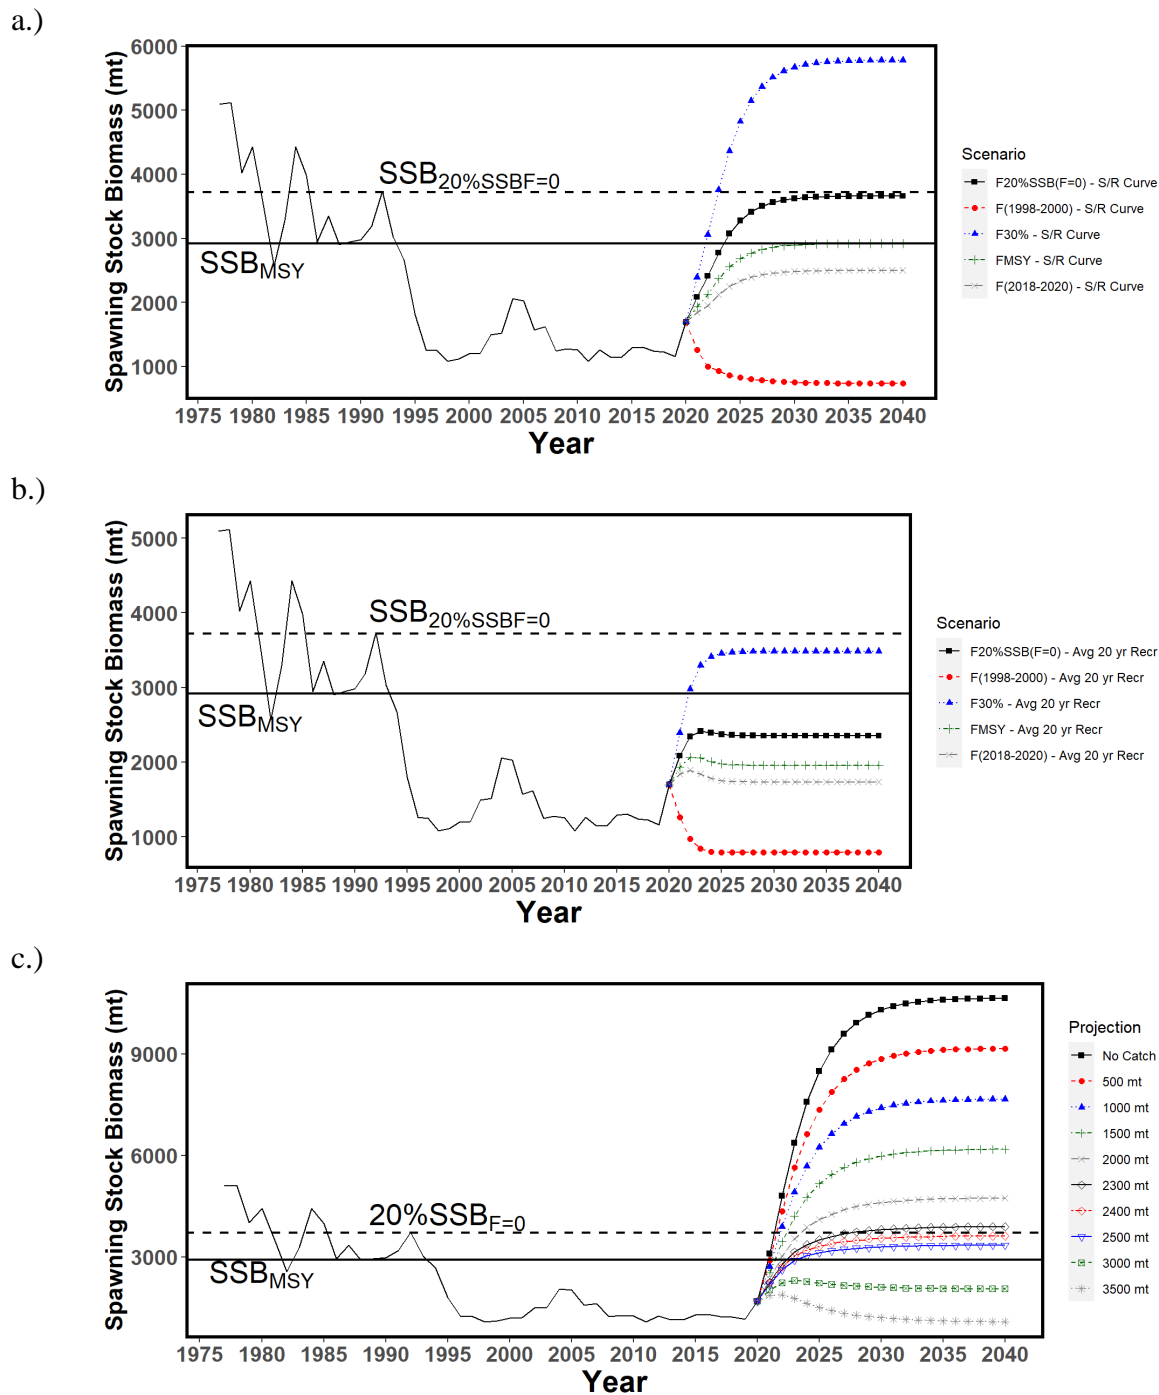 a.)
Spawning Stock Biomass (mt)
6000
5000
4000
3000
2000
1000
SSB20%SSBF=0
SSBMSY
1975 1980 1985 1990 1995 2000 2005 2010 2015 2020 2025 2030 2035 2040
Year
Scenario
F20%SSB(F=0) - S/R Curve
F(1998-2000) - S/R Curve
F30% - S/R Curve
FMSY - S/R Curve
F(2018-2020) - S/R Curve
b.)
Spawning Stock Biomass (mt)
5000
4000
3000
2000
1000
SSB20%SSBF=0
SSBMSY
1975 1980 1985 1990 1995 2000 2005 2010 2015 2020 2025 2030 2035 2040
Year
Scenario
F20%SSB(F=0) - Avg 20 yr Recr
F(1998-2000) - Avg 20 yr Recr
F30% - Avg 20 yr Recr
FMSY - Avg 20 yr Recr
F(2018-2020) - Avg 20 yr Recr
c.)
Spawning Stock Biomass (mt)
9000
6000
3000
20%SSBF=0
SSBMSY
1975 1980 1985 1990 1995 2000 2005 2010 2015 2020 2025 2030 2035 2040
Year
Projection
No Catch
500 mt
1000 mt
1500 mt
2000 mt
2300 mt
2400 mt
2500 mt
3000 mt
3500 mt